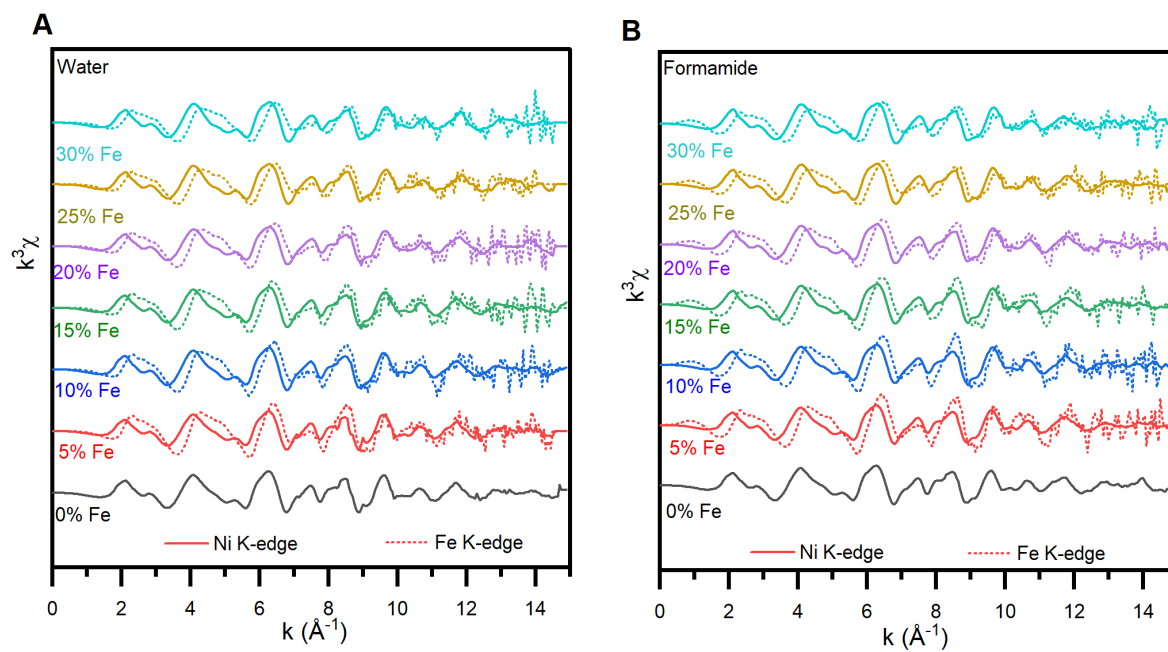 A
Water
30% Fe
25% Fe
20% Fe
15% Fe
10% Fe
5% Fe
0% Fe
Ni K-edge
Fe K-edge
k³χ
0 2 4 6 8 10 12 14
k (Å⁻¹)
B
Formamide
30% Fe
25% Fe
20% Fe
15% Fe
10% Fe
5% Fe
0% Fe
Ni K-edge
Fe K-edge
k³χ
0 2 4 6 8 10 12 14
k (Å⁻¹)